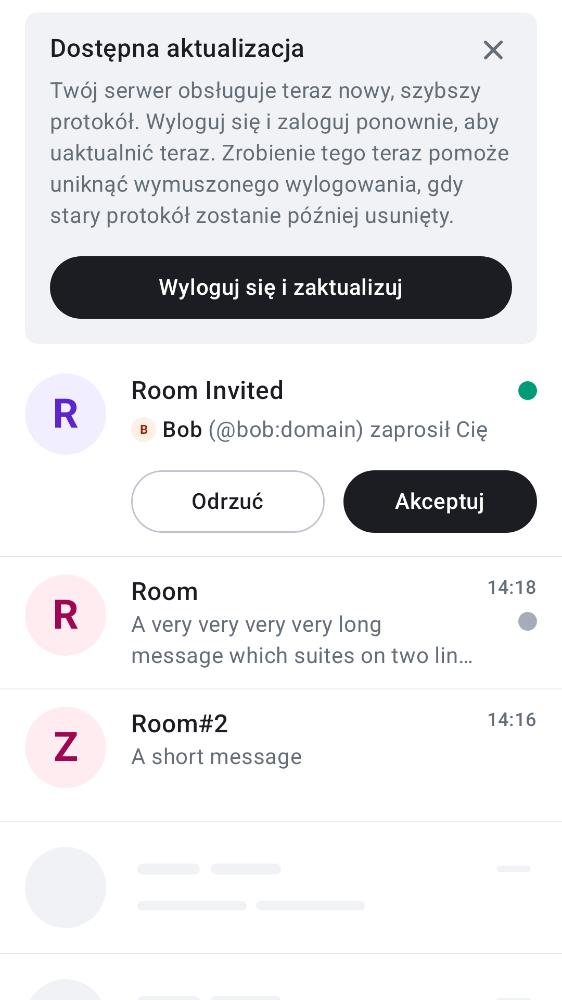 Dostępna aktualizacja
Twój serwer obsługuje teraz nowy, szybszy
protokół. Wyloguj się i zaloguj ponownie, aby
uaktualnić teraz. Zrobienie tego teraz pomoże
uniknąć wymuszonego wylogowania, gdy
stary protokół zostanie później usunięty.
Wyloguj się i zaktualizuj
R
Room Invited
B Bob (@bob:domain) zaprosił Cię
Odrzuć Akceptuj
R
Room 14:18
A very very very very long
message which suites on two lin…
Z
Room#2 14:16
A short message